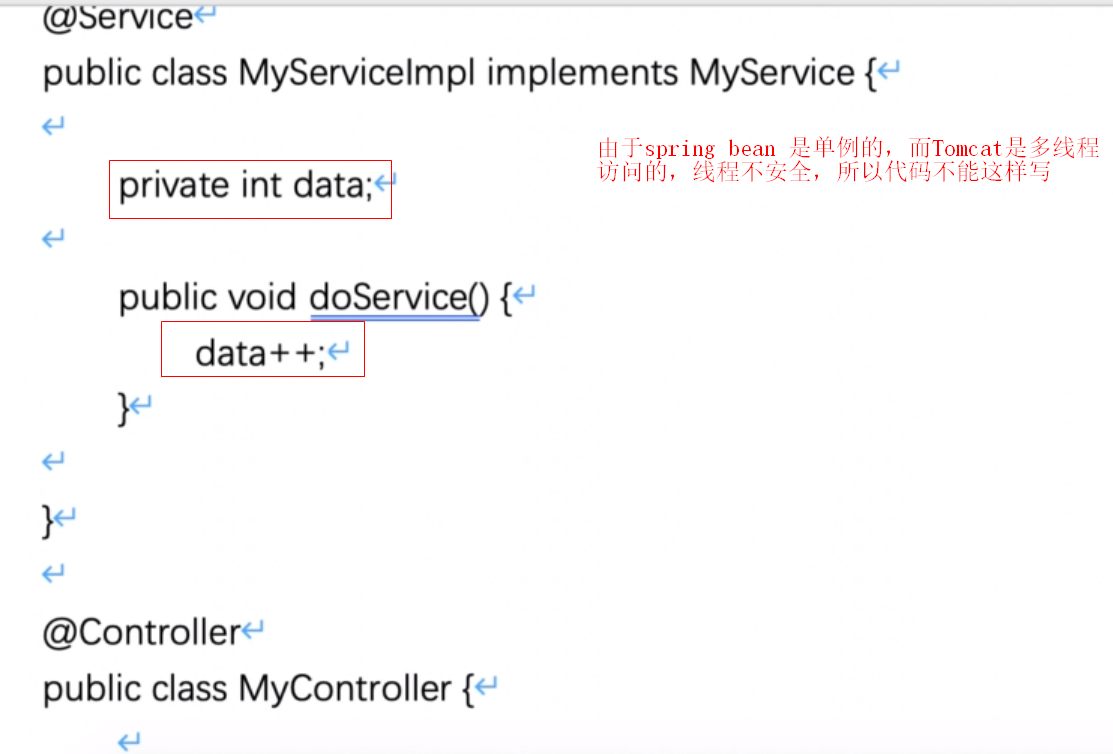 @Service
public class MyServiceImpl implements MyService {
由于spring bean 是单例的，而Tomcat是多线程
访问的，线程不安全，所以代码不能这样写
private int data;
public void doService() {
data++;
}
}
@Controller
public class MyController {